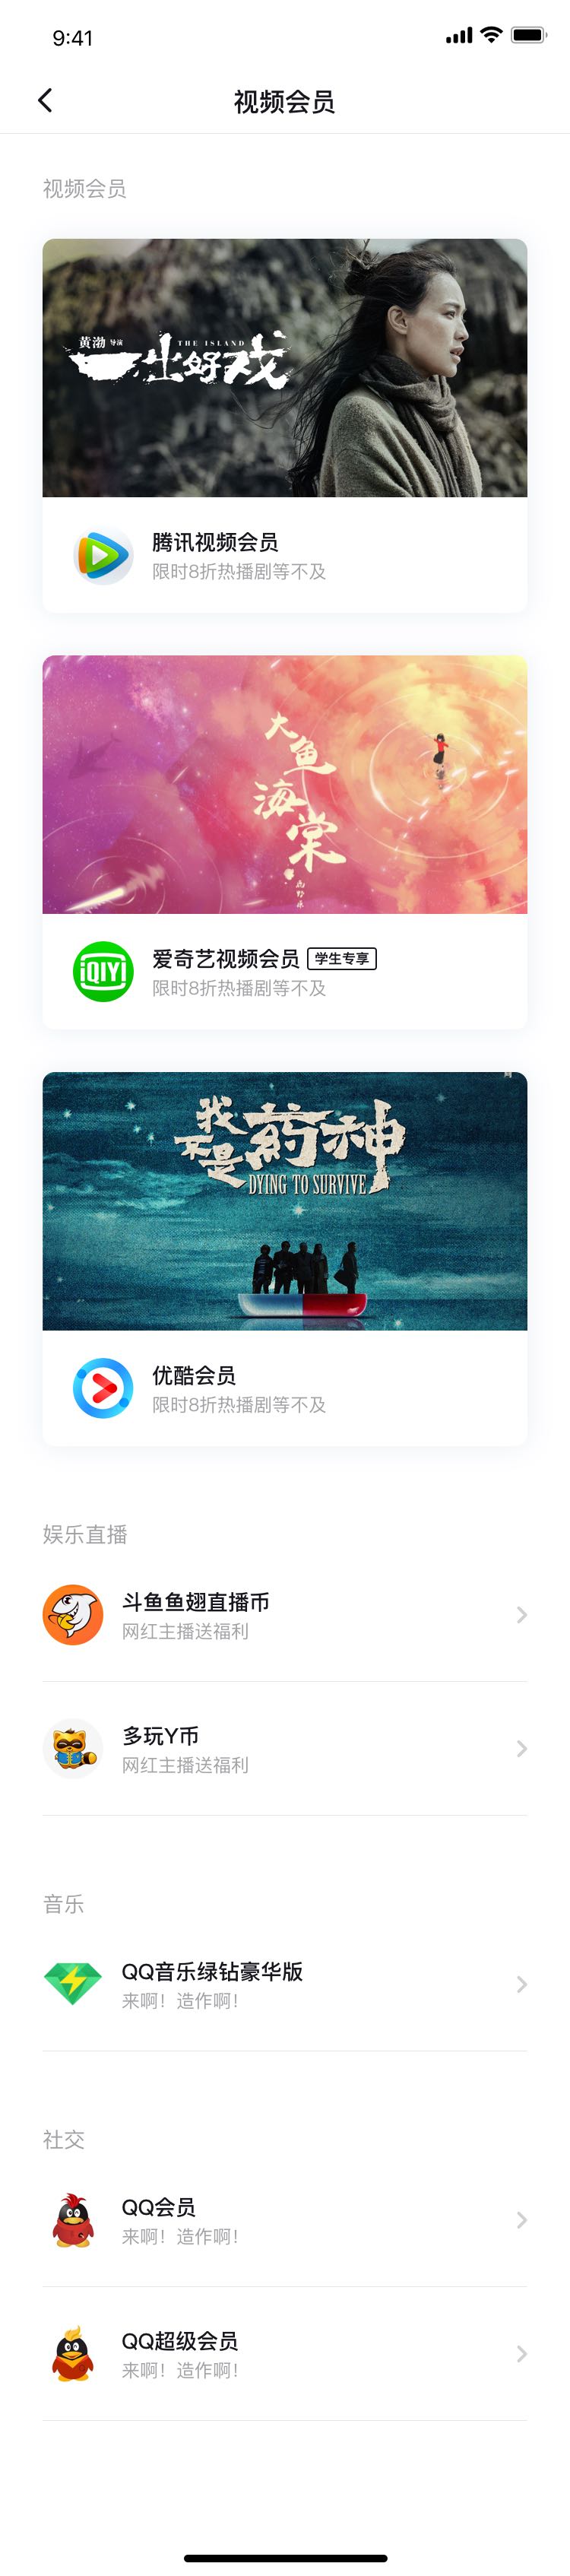 9:41
视频会员
视频会员
黄渤 导演
THE ISLAND
一出好戏
腾讯视频会员
限时8折热播剧等不及
大鱼
海棠
iQIYI
爱奇艺视频会员 学生专享
限时8折热播剧等不及
我不是药神
DYING TO SURVIVE
优酷会员
限时8折热播剧等不及
娱乐直播
斗鱼鱼翅直播币
网红主播送福利
多玩Y币
网红主播送福利
音乐
QQ音乐绿钻豪华版
来啊！造作啊！
社交
QQ会员
来啊！造作啊！
QQ超级会员
来啊！造作啊！